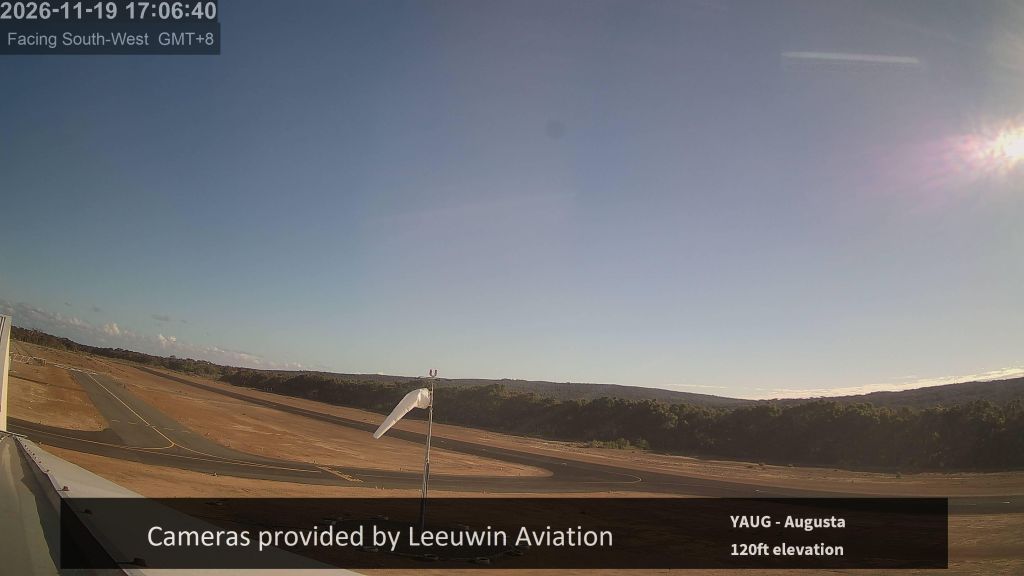 2026-11-19 17:06:40
Facing South-West GMT+8
Cameras provided by Leeuwin Aviation
YAUG - Augusta
120ft elevation